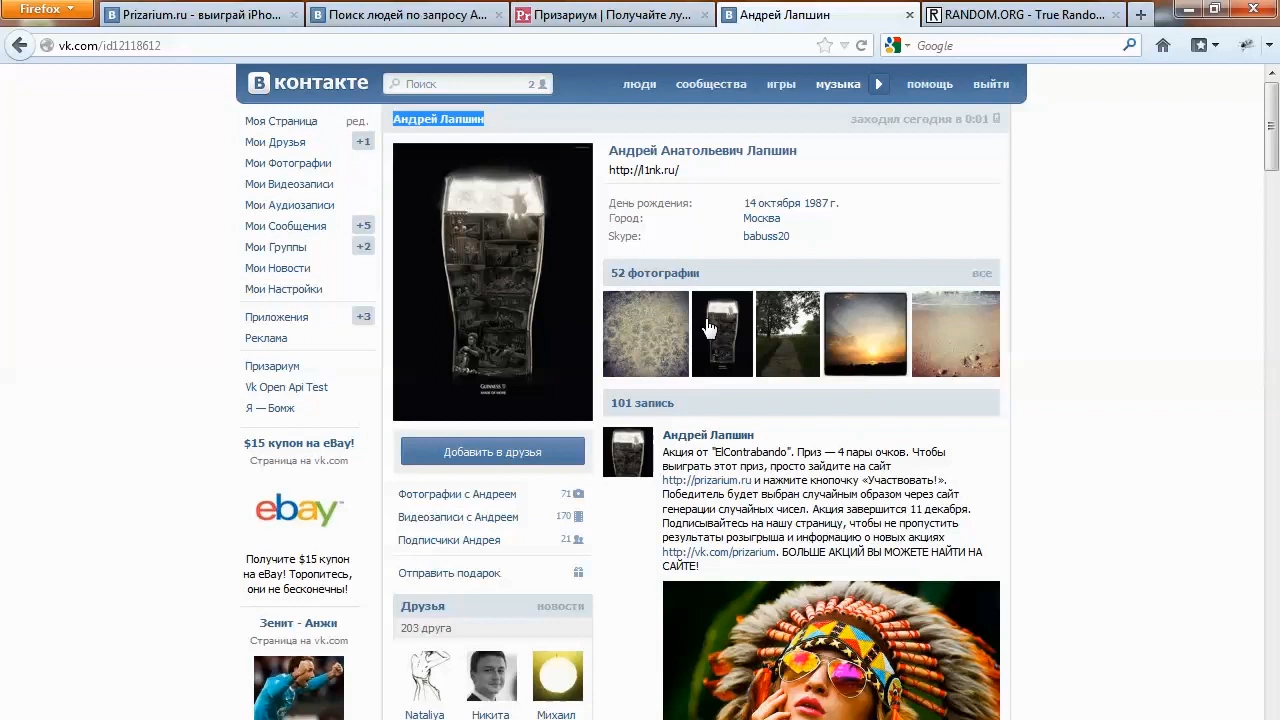 Firefox
Prizarium.ru - выиграй iPho...
Поиск людей по запросу А...
Призариум | Получайте лу...
Андрей Лапшин
RANDOM.ORG - True Rando...
vk.com/id12118612
Google
В контакте
Поиск
2
люди
сообщества
игры
музыка
помощь
выйти
Моя Страница
ред.
Мои Друзья
+1
Мои Фотографии
Мои Видеозаписи
Мои Аудиозаписи
Мои Сообщения
+5
Мои Группы
+2
Мои Новости
Мои Настройки
Приложения
+3
Реклама
Призариум
Vk Open Api Test
Я — Бомж
$15 купон на eBay!
Страница на vk.com
ebay
Получите $15 купон
на eBay! Торопитесь,
они не бесконечны!
Зенит - Анжи
Страница на vk.com
Андрей Лапшин
заходил сегодня в 0:01
GUINNESS
MADE OF MORE
Добавить в друзья
Фотографии с Андреем
71
Видеозаписи с Андреем
170
Подписчики Андрея
21
Отправить подарок
Друзья
новости
203 друга
Nataliya
Никита
Михаил
Андрей Анатольевич Лапшин
http://l1nk.ru/
День рождения:
14 октября 1987 г.
Город:
Москва
Skype:
babuss20
52 фотографии
все
101 запись
Андрей Лапшин
Акция от "ElContrabando". Приз — 4 пары очков. Чтобы
выиграть этот приз, просто зайдите на сайт
http://prizarium.ru и нажмите кнопочку «Участвовать!».
Победитель будет выбран случайным образом через сайт
генерации случайных чисел. Акция завершится 11 декабря.
Подписывайтесь на нашу страницу, чтобы не пропустить
результаты розыгрыша и информацию о новых акциях
http://vk.com/prizarium. БОЛЬШЕ АКЦИЙ ВЫ МОЖЕТЕ НАЙТИ НА
САЙТЕ!